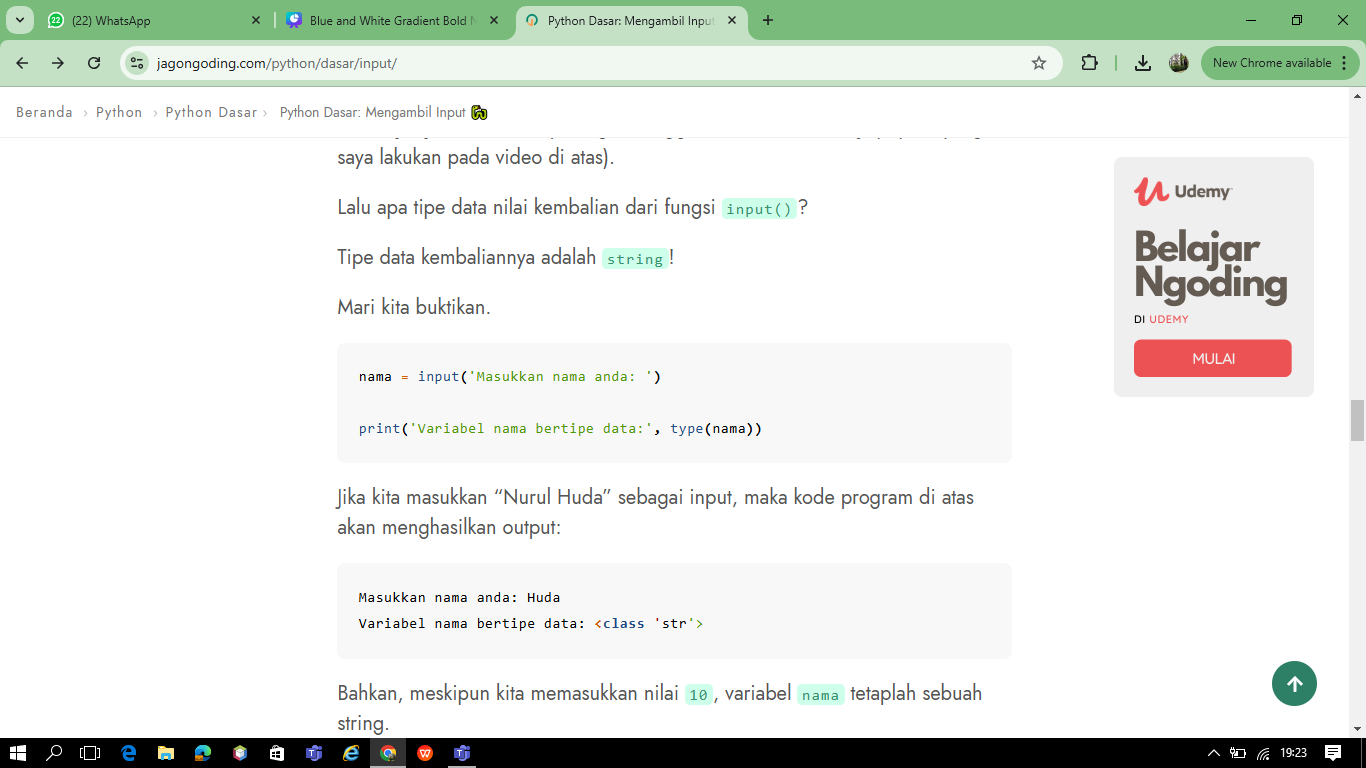 22 (22) WhatsApp
Blue and White Gradient Bold N
Python Dasar: Mengambil Input
jagongoding.com/python/dasar/input/
New Chrome available
Beranda › Python › Python Dasar › Python Dasar: Mengambil Input
saya lakukan pada video di atas).
Lalu apa tipe data nilai kembalian dari fungsi input()?
Tipe data kembaliannya adalah string!
Mari kita buktikan.
nama = input('Masukkan nama anda: ')
print('Variabel nama bertipe data:', type(nama))
Jika kita masukkan “Nurul Huda” sebagai input, maka kode program di atas
akan menghasilkan output:
Masukkan nama anda: Huda
Variabel nama bertipe data: <class 'str'>
Bahkan, meskipun kita memasukkan nilai 10, variabel nama tetaplah sebuah
string.
Udemy
Belajar
Ngoding
DI UDEMY
MULAI
19:23